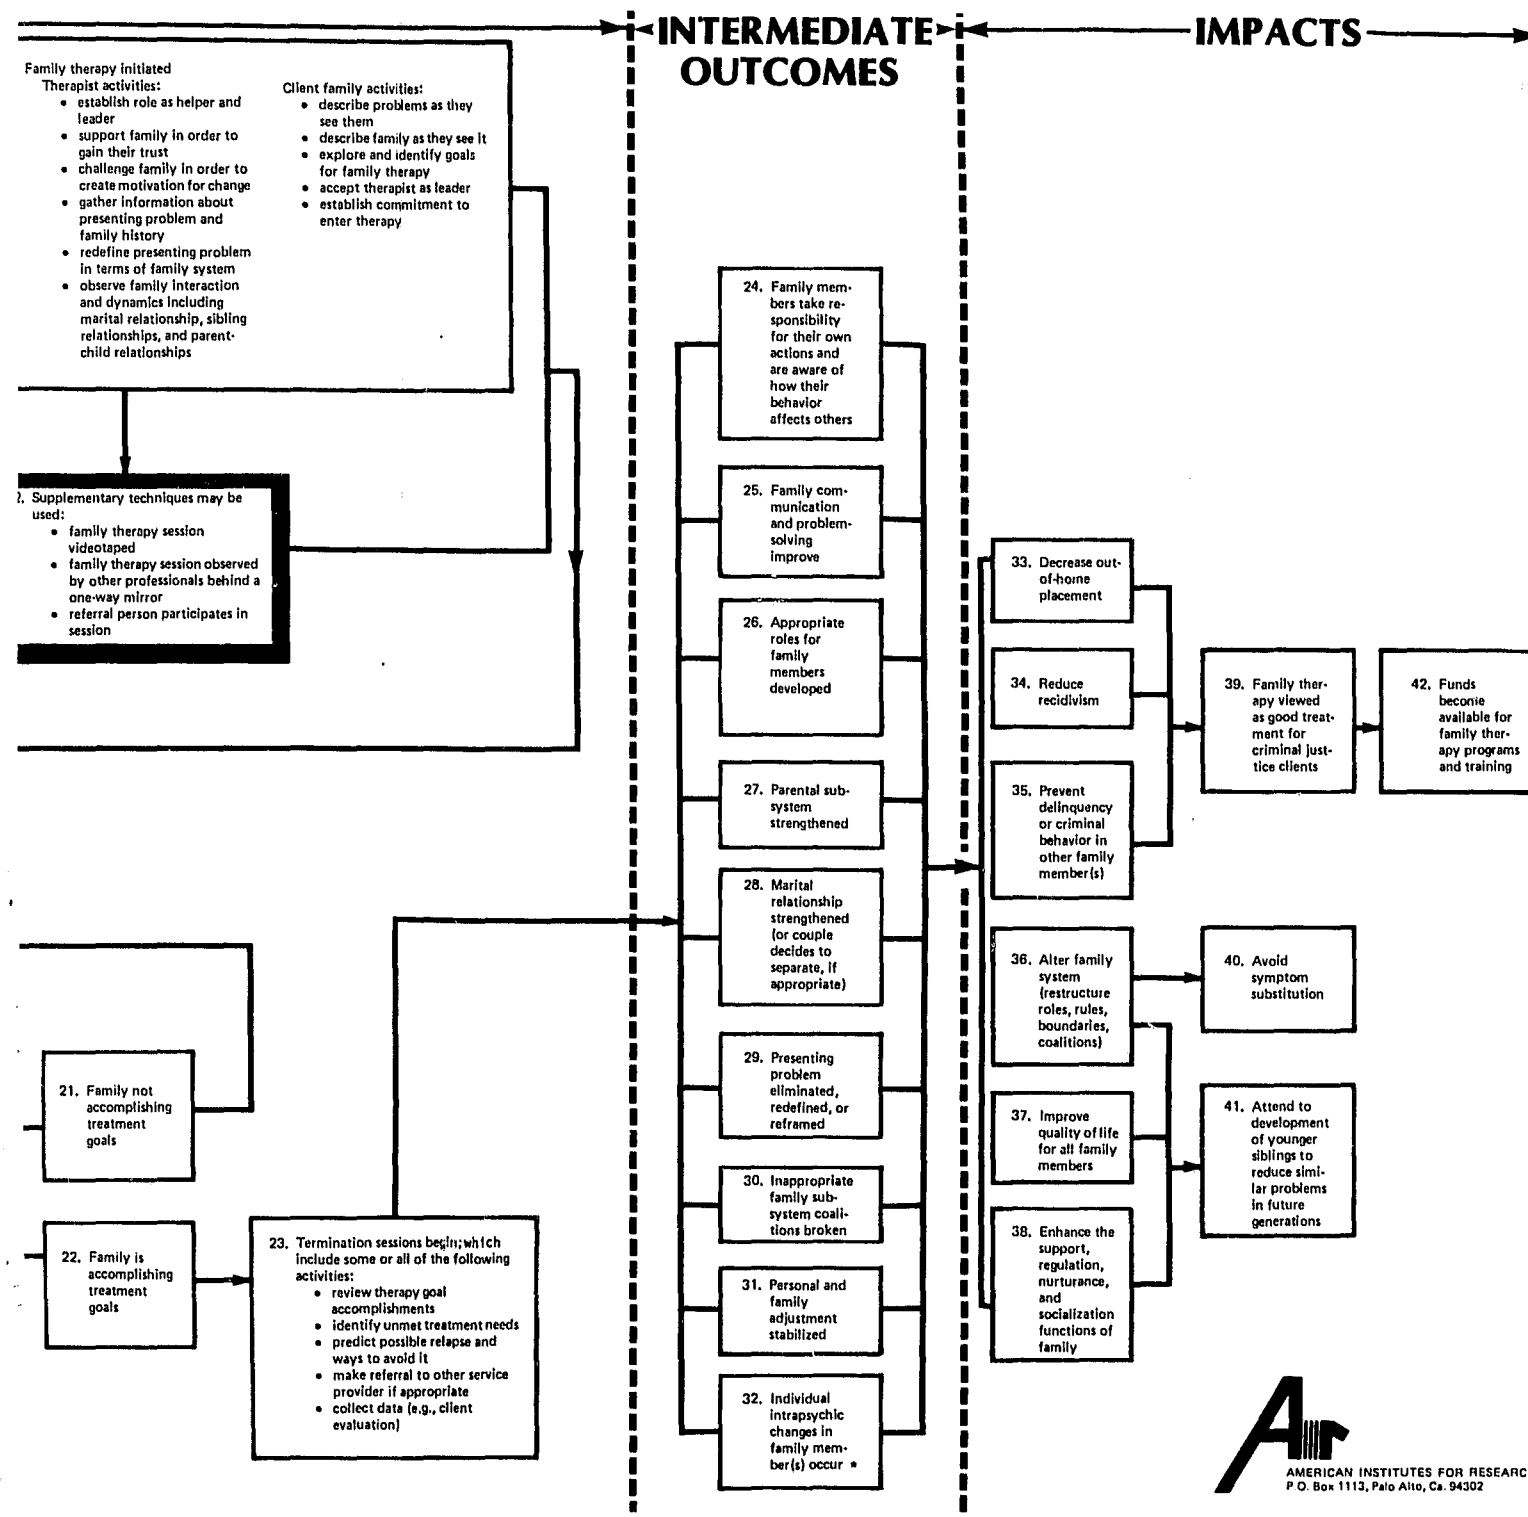 INTERMEDIATE
OUTCOMES
IMPACTS
Family therapy initiated
Therapist activities:
• establish role as helper and
leader
• support family in order to
gain their trust
• challenge family in order to
create motivation for change
• gather information about
presenting problem and
family history
• redefine presenting problem
in terms of family system
• observe family interaction
and dynamics including
marital relationship, sibling
relationships, and parent-
child relationships
Client family activities:
• describe problems as they
see them
• describe family as they see it
• explore and identify goals
for family therapy
• accept therapist as leader
• establish commitment to
enter therapy
2. Supplementary techniques may be
used:
• family therapy session
videotaped
• family therapy session observed
by other professionals behind a
one-way mirror
• referral person participates in
session
21. Family not
accomplishing
treatment
goals
22. Family is
accomplishing
treatment
goals
23. Termination sessions begin; which
include some or all of the following
activities:
• review therapy goal
accomplishments
• identify unmet treatment needs
• predict possible relapse and
ways to avoid it
• make referral to other service
provider if appropriate
• collect data (e.g., client
evaluation)
24. Family mem-
bers take re-
sponsibility
for their own
actions and
are aware of
how their
behavior
affects others
25. Family com-
munication
and problem-
solving
improve
26. Appropriate
roles for
family
members
developed
27. Parental sub-
system
strengthened
28. Marital
relationship
strengthened
(or couple
decides to
separate, if
appropriate)
29. Presenting
problem
eliminated,
redefined, or
reframed
30. Inappropriate
family sub-
system coali-
tions broken
31. Personal and
family
adjustment
stabilized
32. Individual
intrapsychic
changes in
family mem-
ber(s) occur *
33. Decrease out-
of-home
placement
34. Reduce
recidivism
35. Prevent
delinquency
or criminal
behavior in
other family
member(s)
36. Alter family
system
(restructure
roles, rules,
boundaries,
coalitions)
37. Improve
quality of life
for all family
members
38. Enhance the
support,
regulation,
nurturance,
and
socialization
functions of
family
39. Family ther-
apy viewed
as good treat-
ment for
criminal jus-
tice clients
40. Avoid
symptom
substitution
41. Attend to
development
of younger
siblings to
reduce simi-
lar problems
in future
generations
42. Funds
become
available for
family ther-
apy programs
and training
Air
AMERICAN INSTITUTES FOR RESEARC
P.O. Box 1113, Palo Alto, Ca. 94302